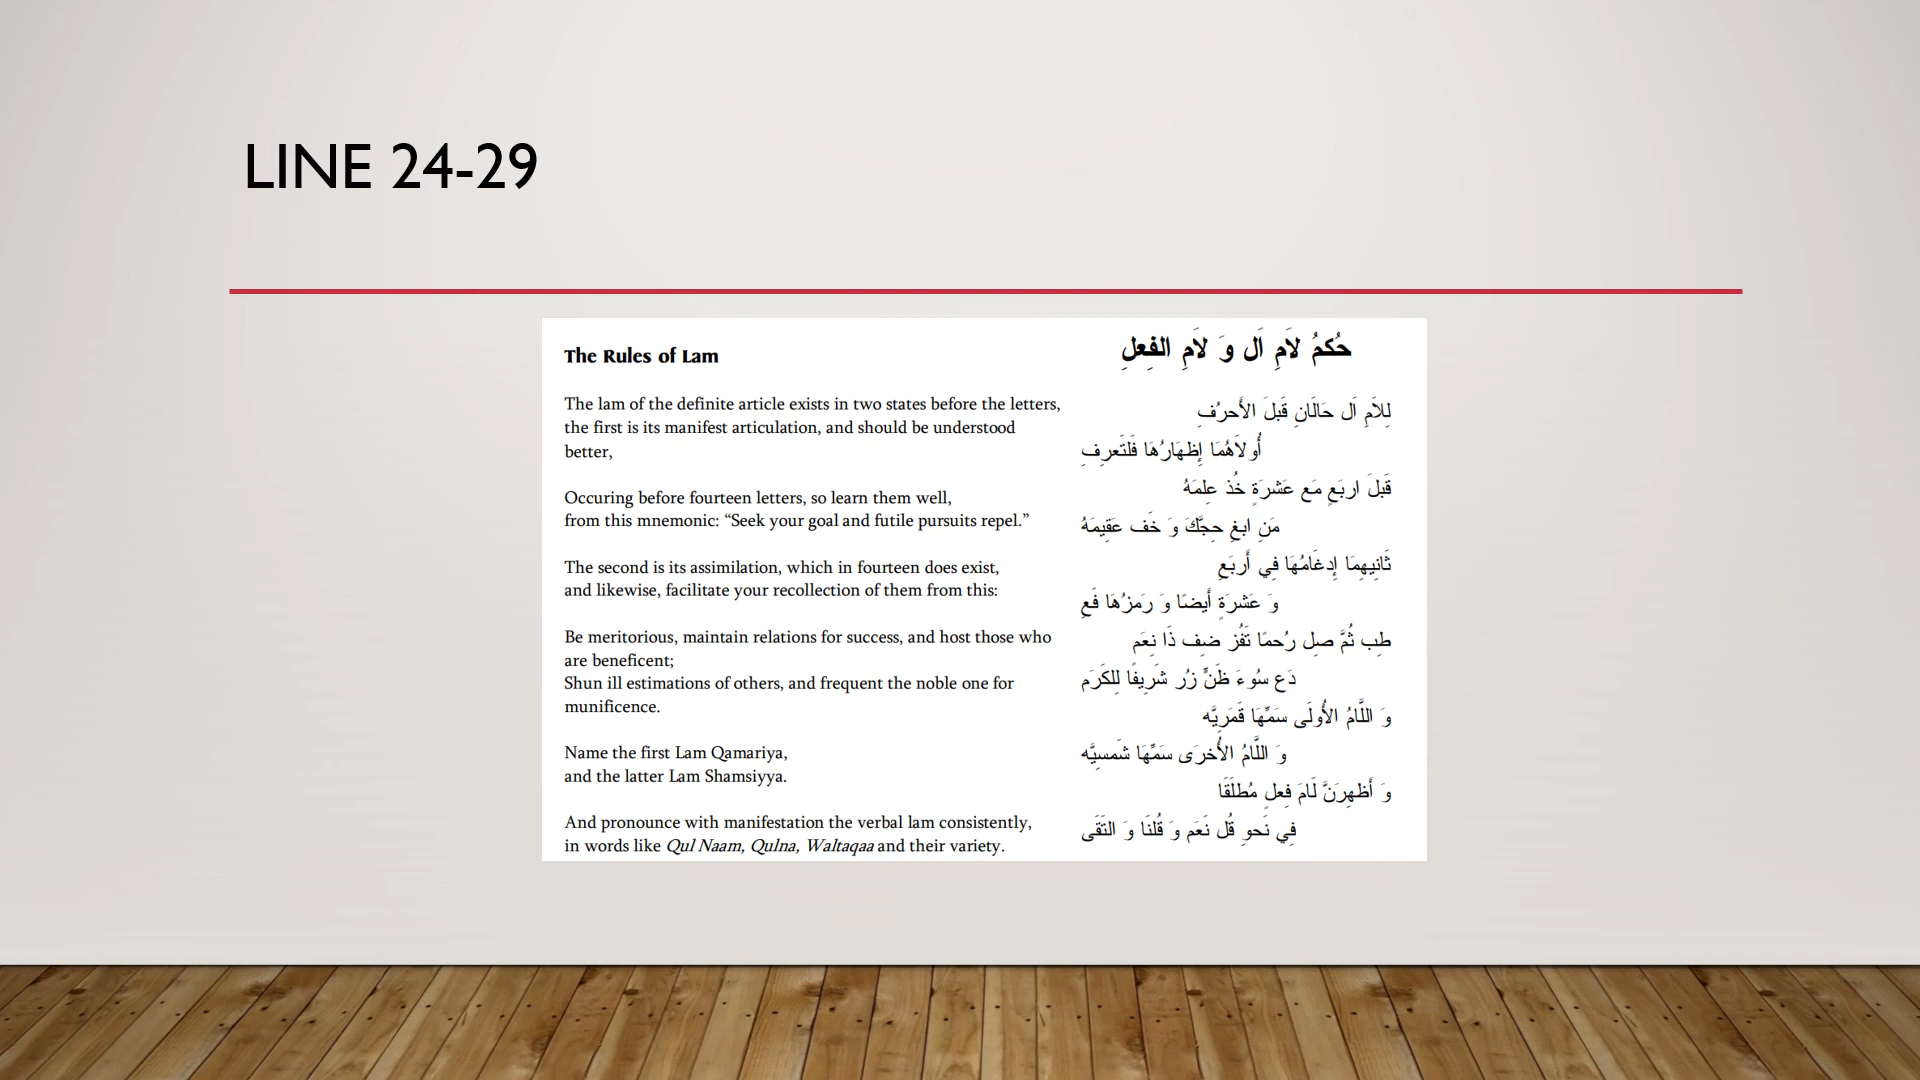 LINE 24-29
The Rules of Lam
The lam of the definite article exists in two states before the letters,
the first is its manifest articulation, and should be understood
better,
Occuring before fourteen letters, so learn them well,
from this mnemonic: “Seek your goal and futile pursuits repel.”
The second is its assimilation, which in fourteen does exist,
and likewise, facilitate your recollection of them from this:
Be meritorious, maintain relations for success, and host those who
are beneficent;
Shun ill estimations of others, and frequent the noble one for
munificence.
Name the first Lam Qamariya,
and the latter Lam Shamsiyya.
And pronounce with manifestation the verbal lam consistently,
in words like Qul Naam, Qulna, Waltaqaa and their variety.
حُكمُ لاَمِ اَل وَ لاَمِ الفِعلِ
لِلاَمِ اَل حَالَانِ قَبلَ الأَحرُفِ
أُولاَهُمَا إِظهَارُهَا فَلتَعرِفِ
قَبلَ اربَعٍ مَع عَشرَةٍ خُذ عِلمَهُ
مَنِ ابغِ حِجَّكَ وَ خَف عَقِيمَهُ
ثَانِيهِمَا إِدغَامُهَا فِي أَربَعِ
وَ عَشرَةٍ أَيضًا وَ رَمزُهَا فَعِ
طِب ثُمَّ صِل رُحمًا تَفُز ضِف ذَا نِعَم
دَع سُوءَ ظَنٍّ زُر شَرِيفًا لِلكَرَم
وَ اللَّامُ الأُولَى سَمِّهَا قَمَرِيَّه
وَ اللَّامُ الأُخرَى سَمِّهَا شَمسِيَّه
وَ أَظهِرَنَّ لَامَ فِعلٍ مُطلَقَا
فِي نَحوِ قُل نَعَم وَ قُلنَا وَ التَقَى